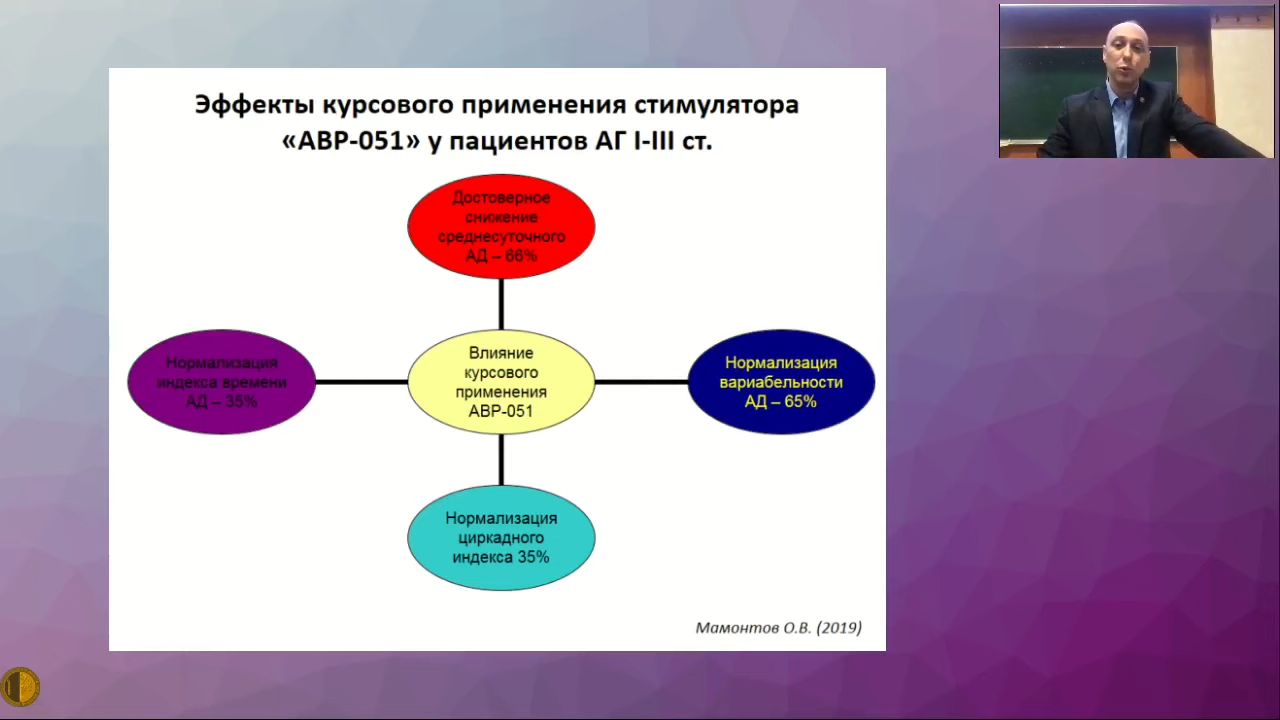 Эффекты курсового применения стимулятора
«АВР-051» у пациентов АГ I-III ст.
Достоверное
снижение
среднесуточного
АД – 66%
Нормализация
индекса времени
АД – 35%
Влияние
курсового
применения
АВР-051
Нормализация
вариабельности
АД – 65%
Нормализация
циркадного
индекса 35%
Мамонтов О.В. (2019)